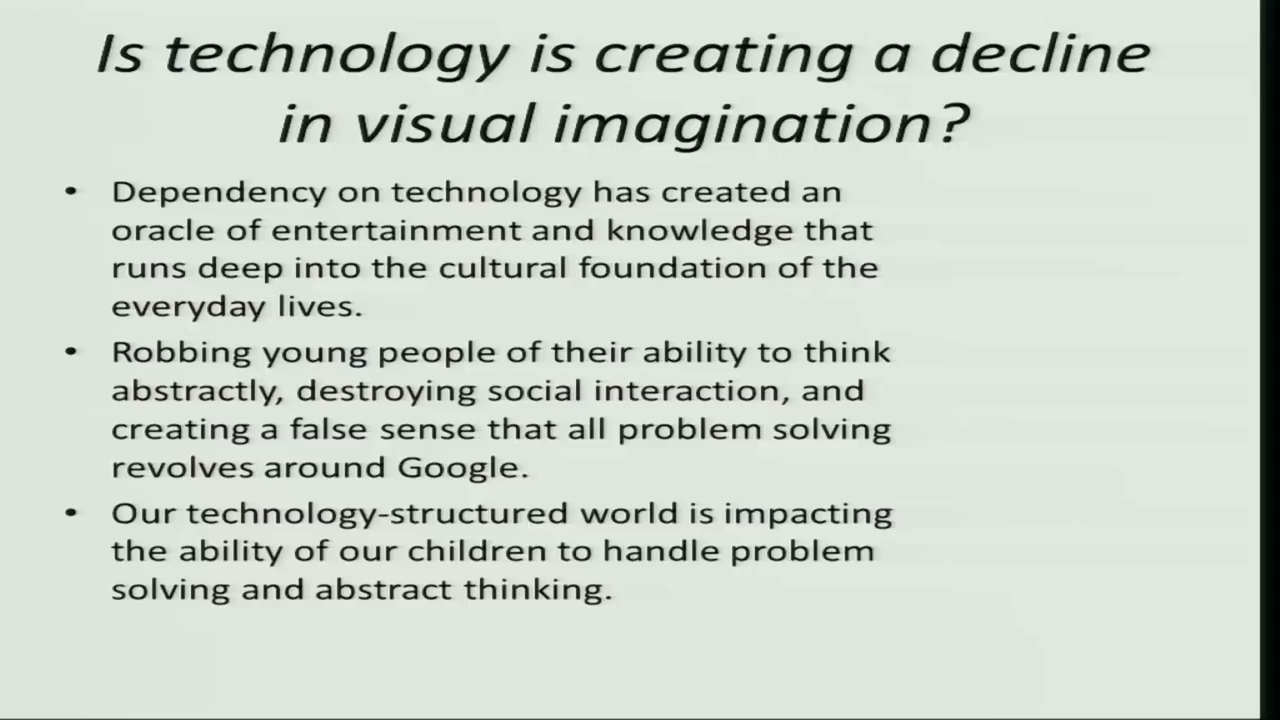 Is technology is creating a decline
in visual imagination?
• Dependency on technology has created an
oracle of entertainment and knowledge that
runs deep into the cultural foundation of the
everyday lives.
• Robbing young people of their ability to think
abstractly, destroying social interaction, and
creating a false sense that all problem solving
revolves around Google.
• Our technology-structured world is impacting
the ability of our children to handle problem
solving and abstract thinking.